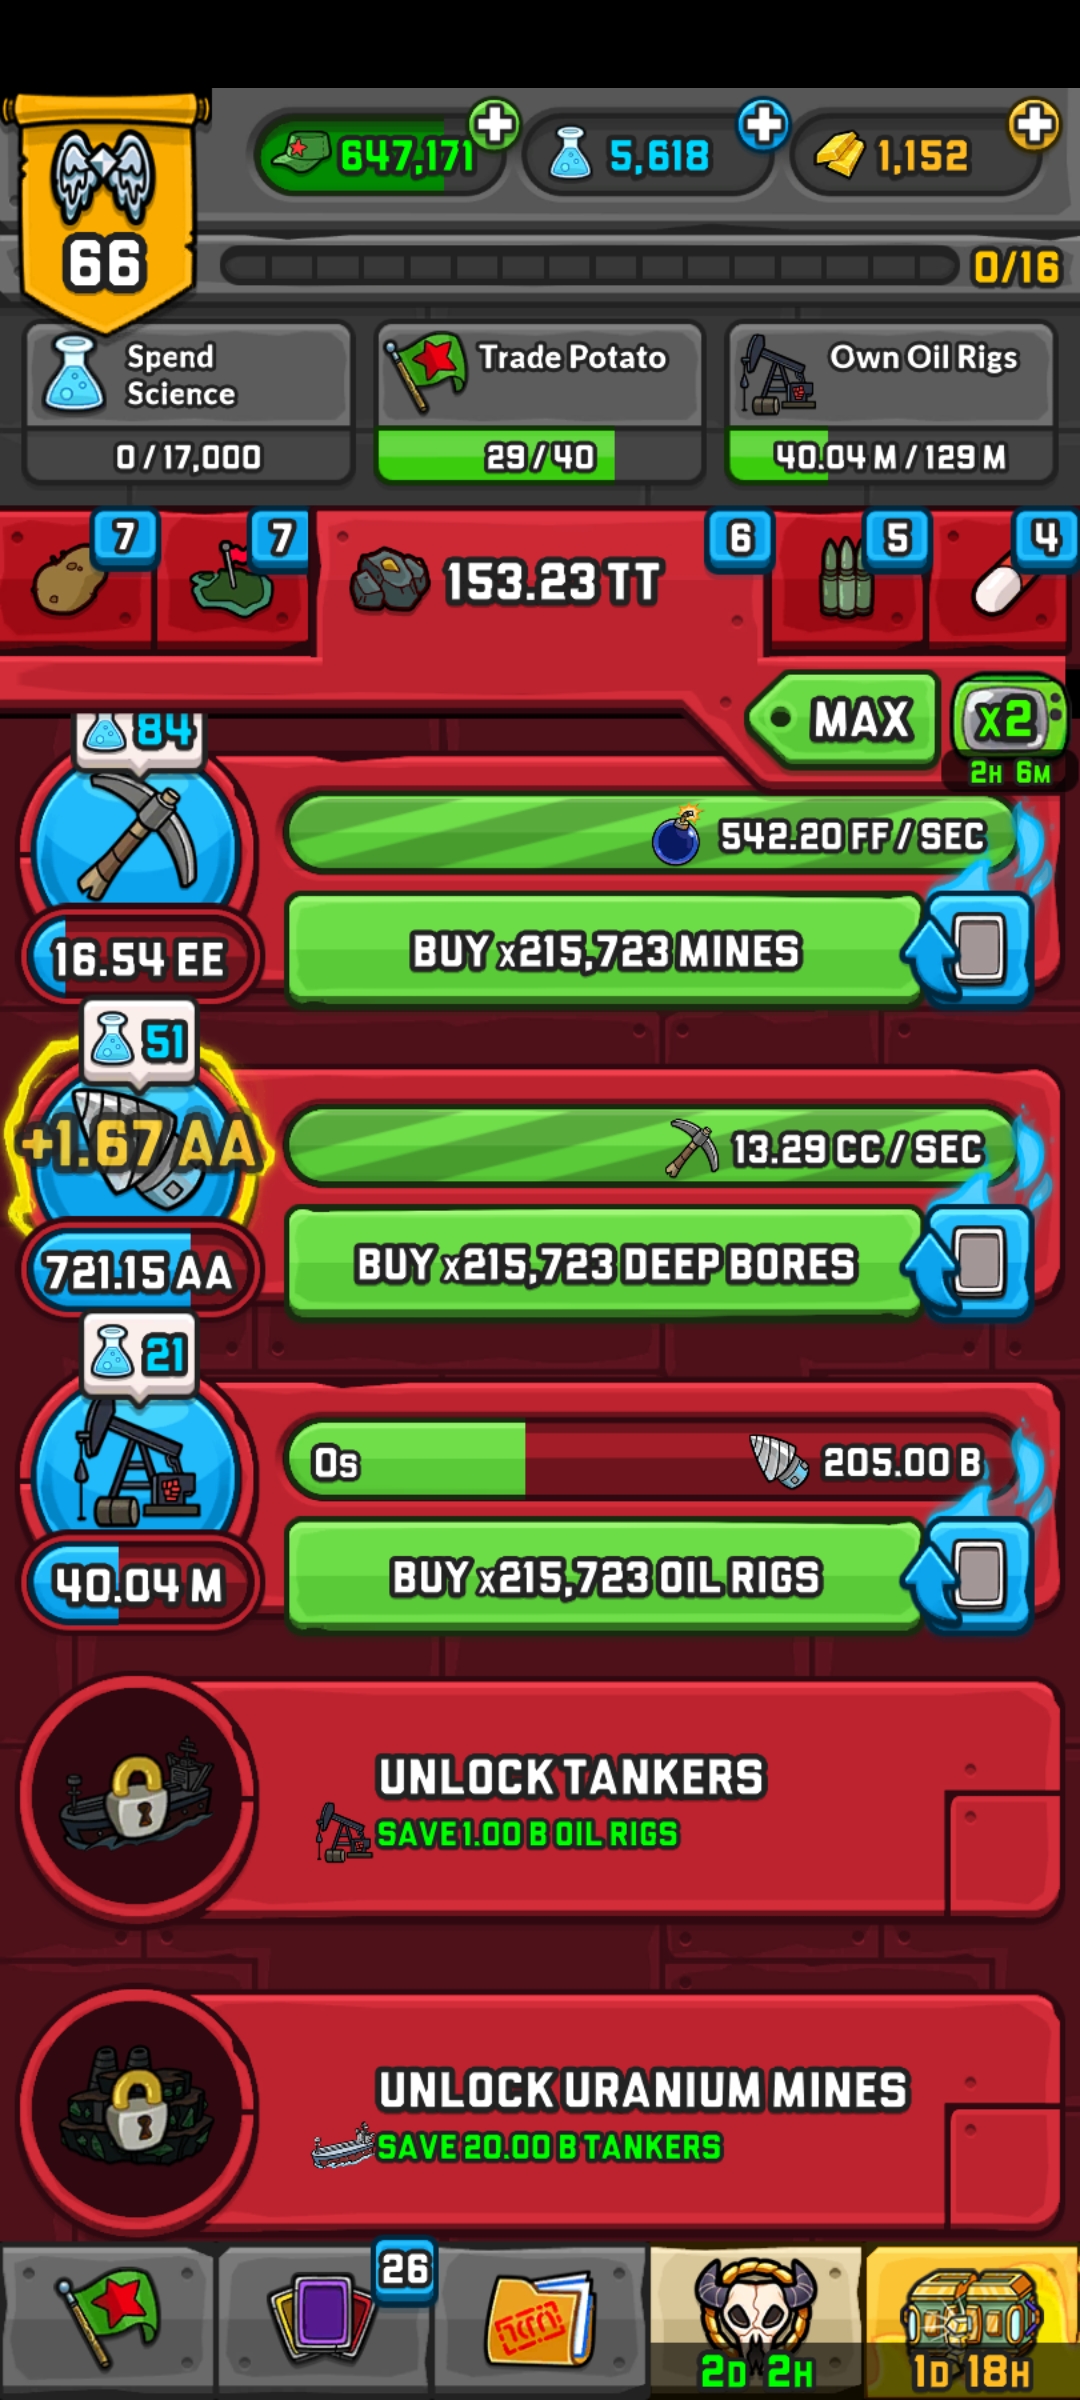 66
647,171
5,618
1,152
0/16
Spend
Science
0 / 17,000
Trade Potato
29 / 40
Own Oil Rigs
40.04 M / 129 M
7
7
153.23 TT
6
5
4
MAX
x2
2H 6M
84
542.20 FF / SEC
16.54 EE
BUY x215,723 MINES
51
+1.67 AA
13.29 CC / SEC
721.15 AA
BUY x215,723 DEEP BORES
21
0s
205.00 B
40.04 M
BUY x215,723 OIL RIGS
UNLOCK TANKERS
SAVE 1.00 B OIL RIGS
UNLOCK URANIUM MINES
SAVE 20.00 B TANKERS
26
2D 2H
1D 18H